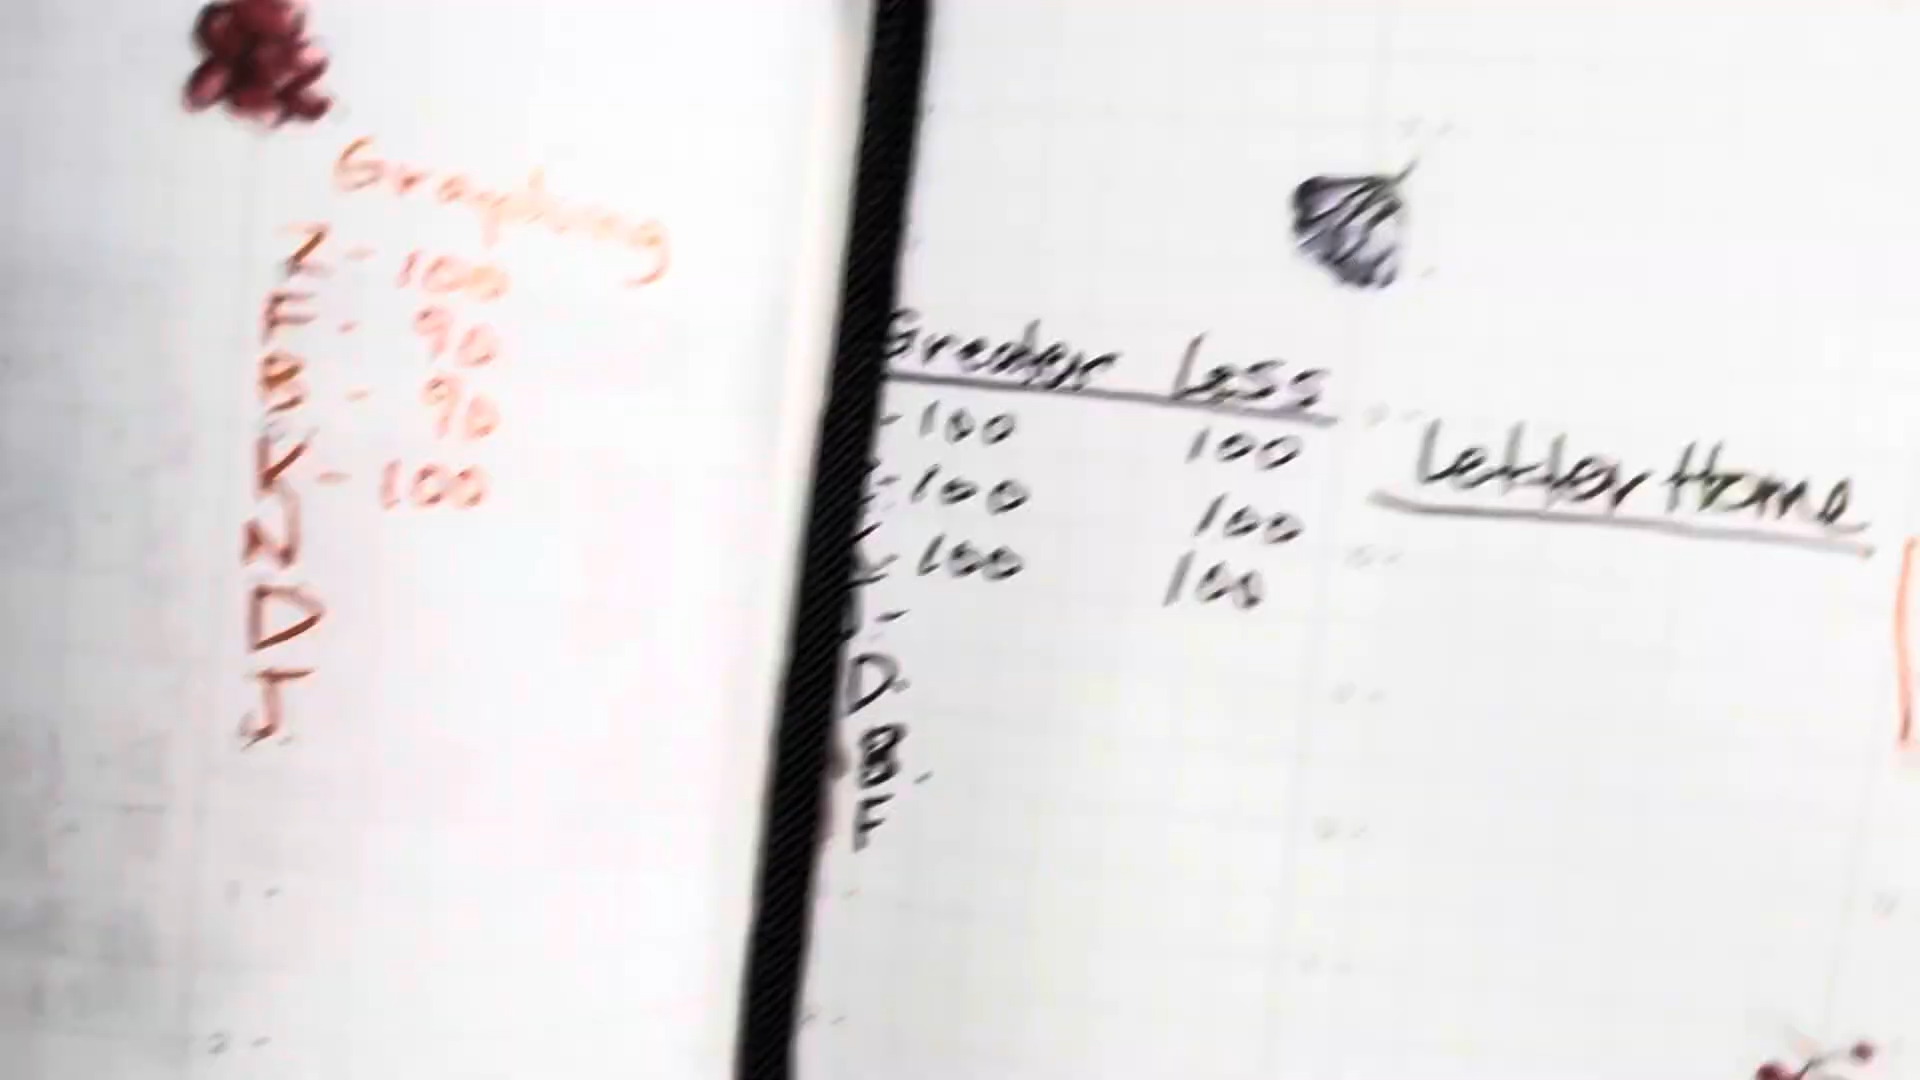 Graphing
Z - 100
F - 90
B - 90
K - 100
N
D
J
Greater Less
- 100 100
- 100 100
- 100 100
-
D -
B -
F
Letter Home